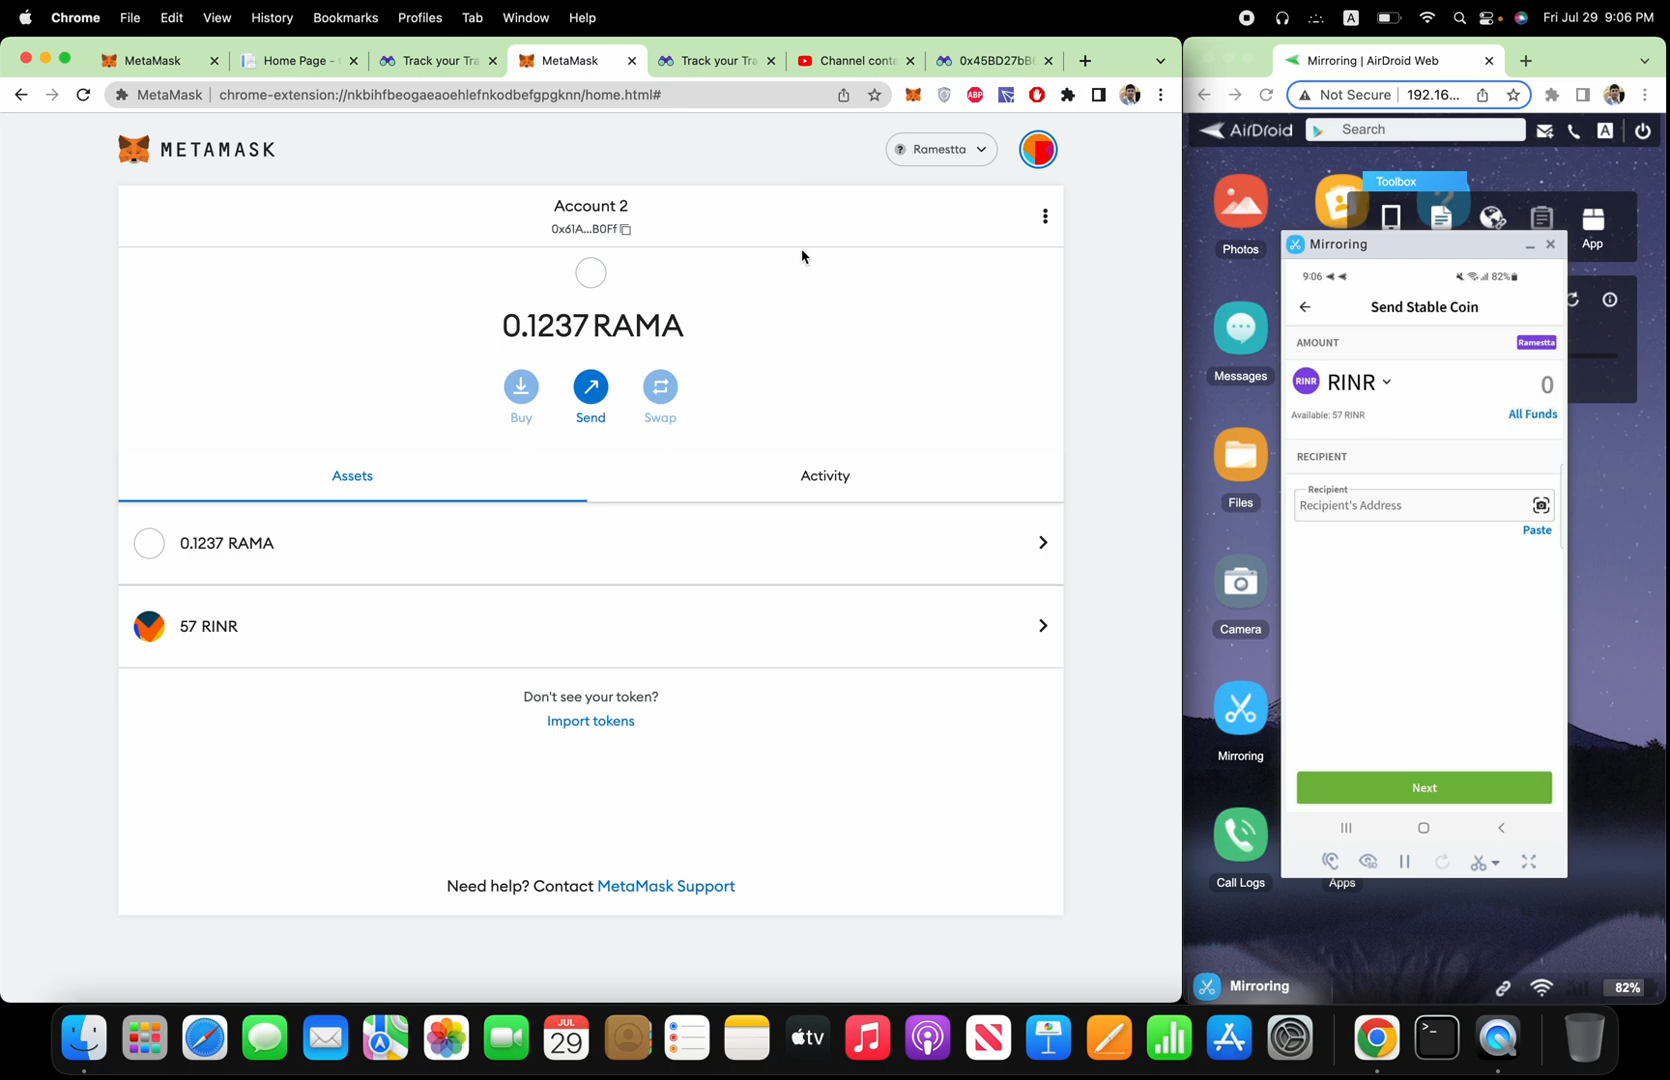 Chrome File Edit View History Bookmarks Profiles Tab Window Help
A
Fri Jul 29 9:06 PM
MetaMask
Home Page -
Track your Tra
MetaMask
Track your Tra
Channel conte
0x45BD27bB
MetaMask
chrome-extension://nkbihfbeogaeaoehlefnkodbefgpgknn/home.html#
ABP
METAMASK
? Ramestta
Account 2
0x61A...B0Ff
0.1237 RAMA
Buy
Send
Swap
Assets
Activity
0.1237 RAMA
57 RINR
Don't see your token?
Import tokens
Need help? Contact MetaMask Support
Mirroring | AirDroid Web
Not Secure
192.16...
AirDroid
Search
A
Toolbox
App
Photos
Messages
Files
Camera
Mirroring
Call Logs
Apps
Mirroring
9:06
82%
Send Stable Coin
AMOUNT
Ramestta
RINR
RINR
0
Available: 57 RINR
All Funds
RECIPIENT
Recipient
Recipient's Address
Paste
Next
Mirroring
82%
JUL
29
tv